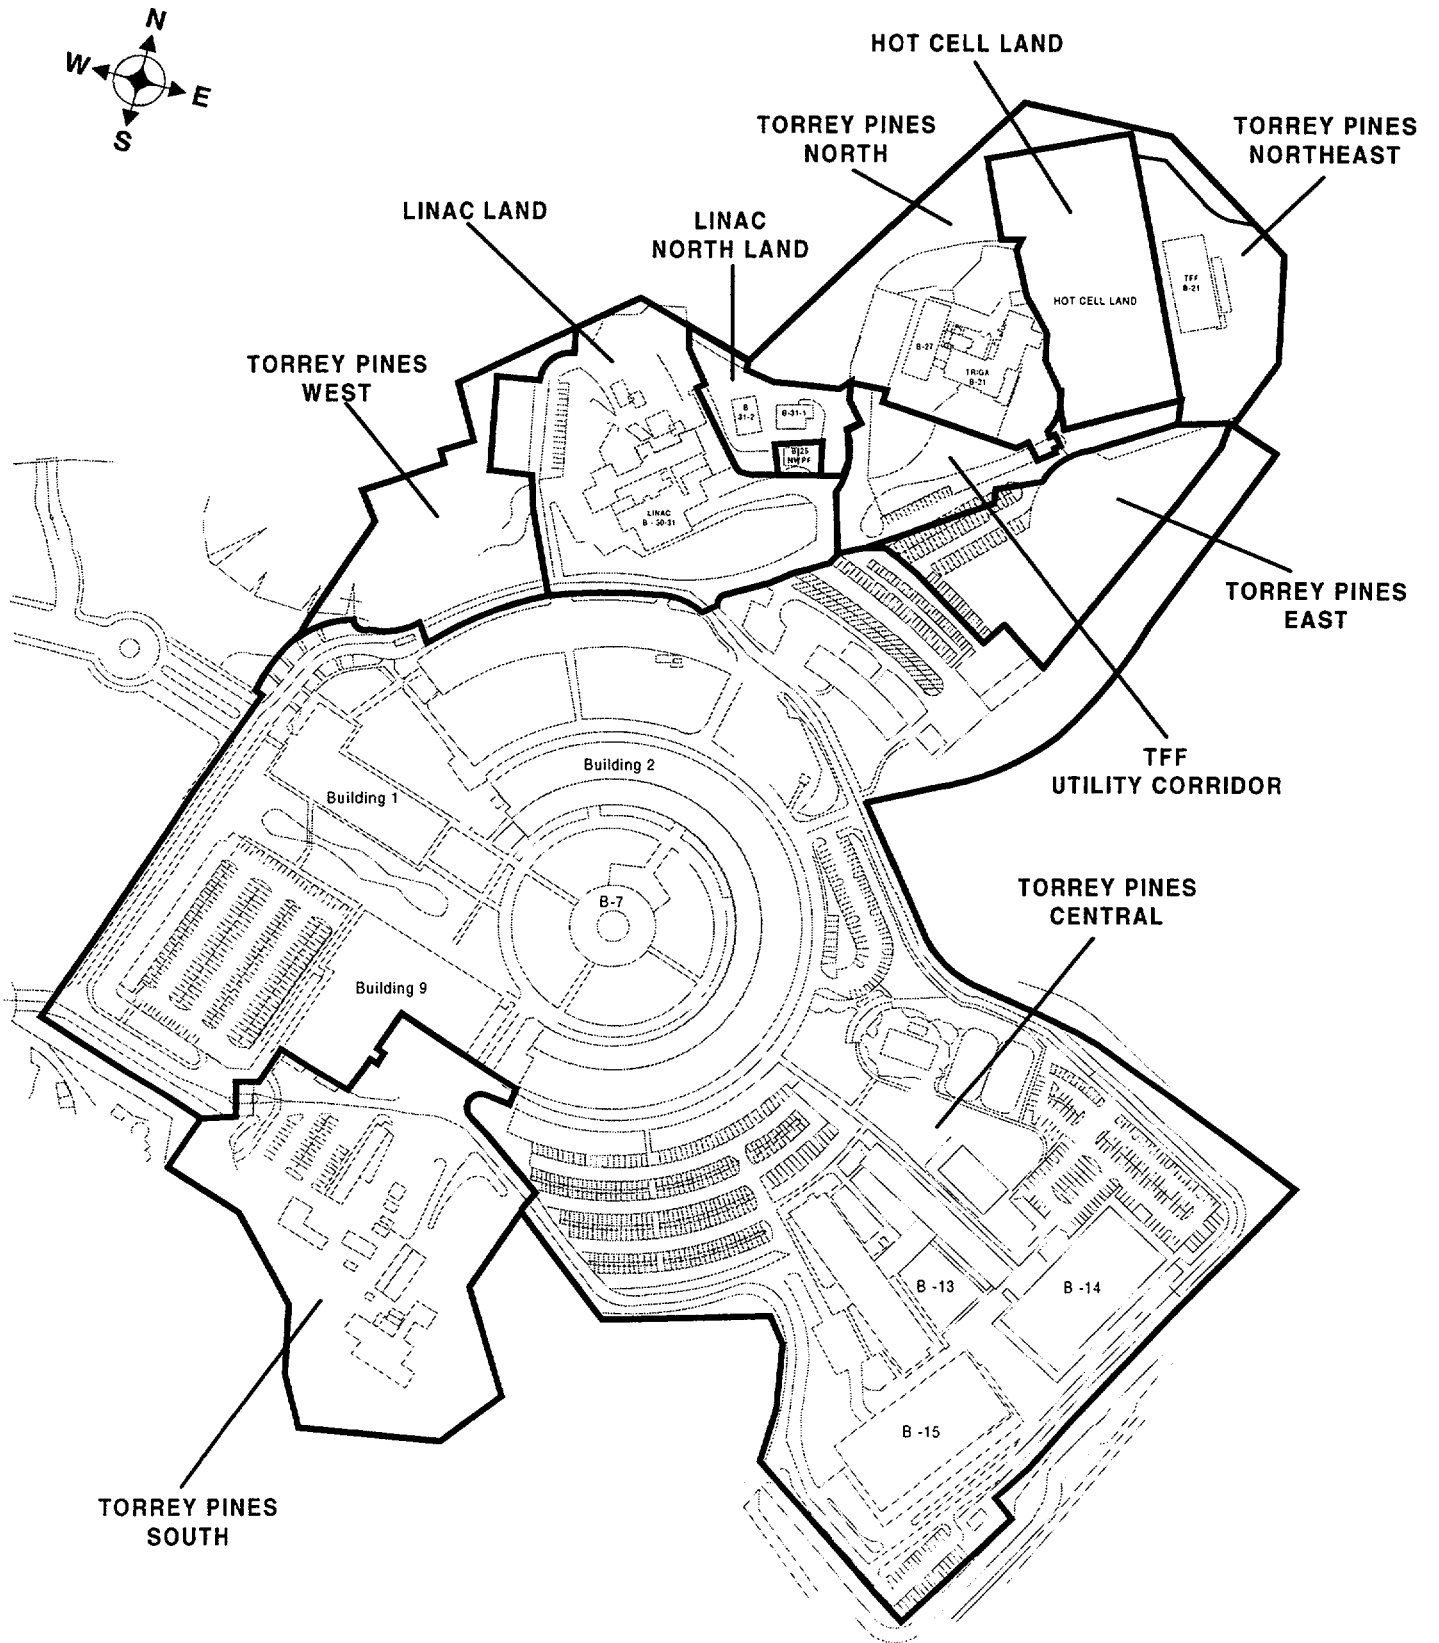 N
W
E
S
HOT CELL LAND
TORREY PINES
NORTH
TORREY PINES
NORTHEAST
LINAC LAND
LINAC
NORTH LAND
TFF
B-21
HOT CELL LAND
B-27
TRIGA
B-21
TORREY PINES
WEST
B
31-2
B-31-1
B-25
NWPF
LINAC
B - 30-31
TORREY PINES
EAST
TFF
UTILITY CORRIDOR
Building 2
Building 1
B-7
TORREY PINES
CENTRAL
Building 9
B -13
B -14
B -15
TORREY PINES
SOUTH